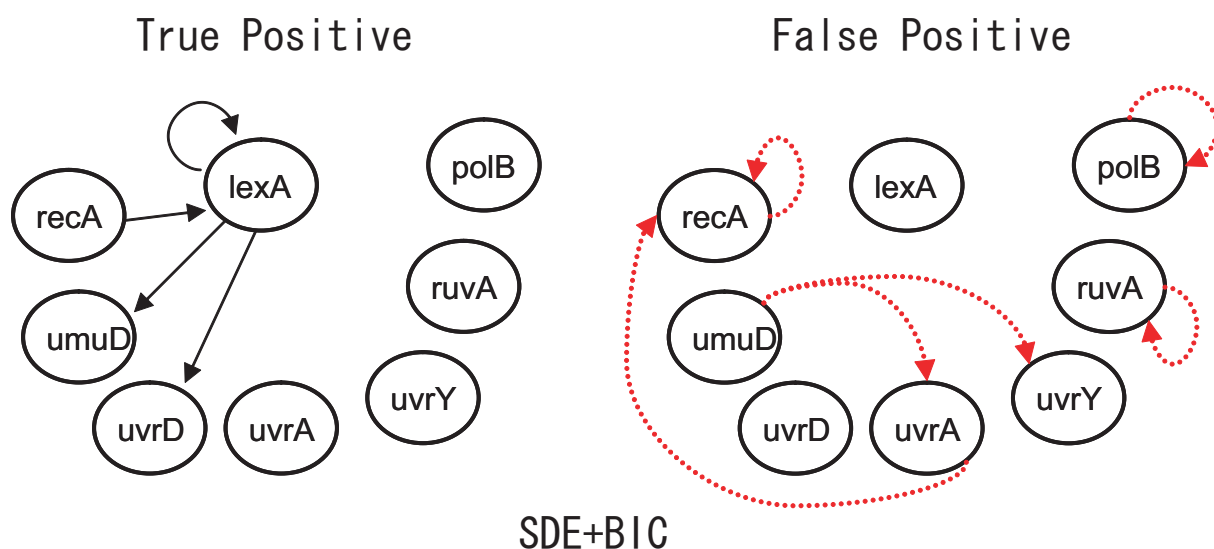 True Positive
False Positive
lexA
polB
recA
ruvA
umuD
uvrY
uvrD
uvrA
lexA
polB
recA
ruvA
umuD
uvrY
uvrD
uvrA
SDE+BIC